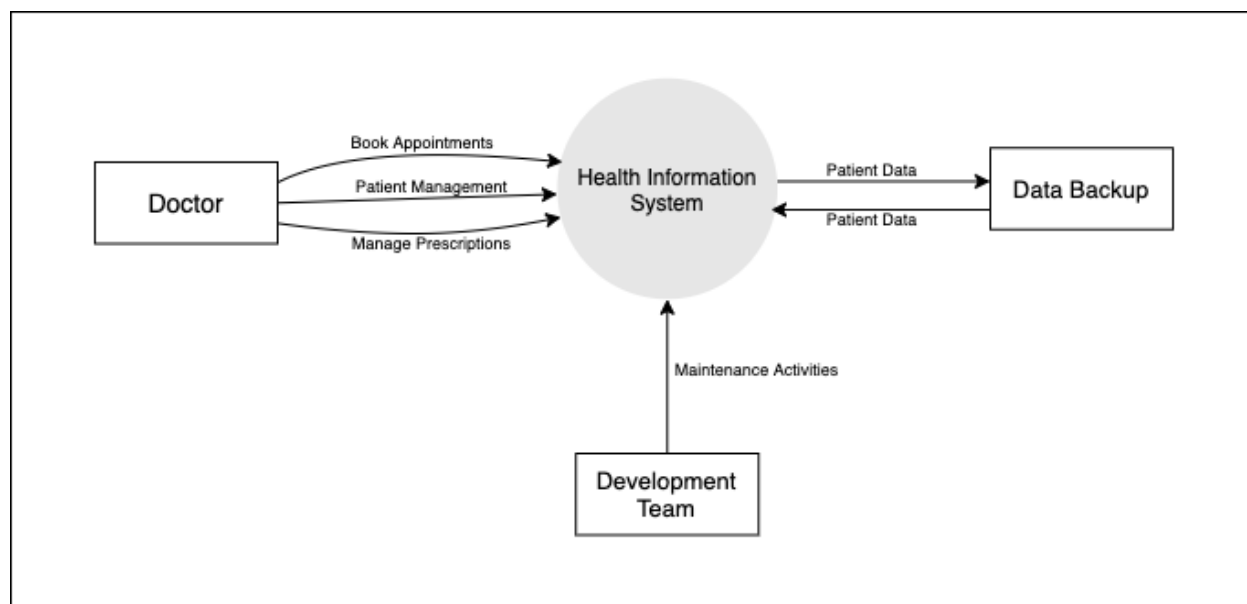 Book Appointments
Patient Management
Manage Prescriptions
Doctor
Health Information
System
Patient Data
Patient Data
Data Backup
Maintenance Activities
Development
Team